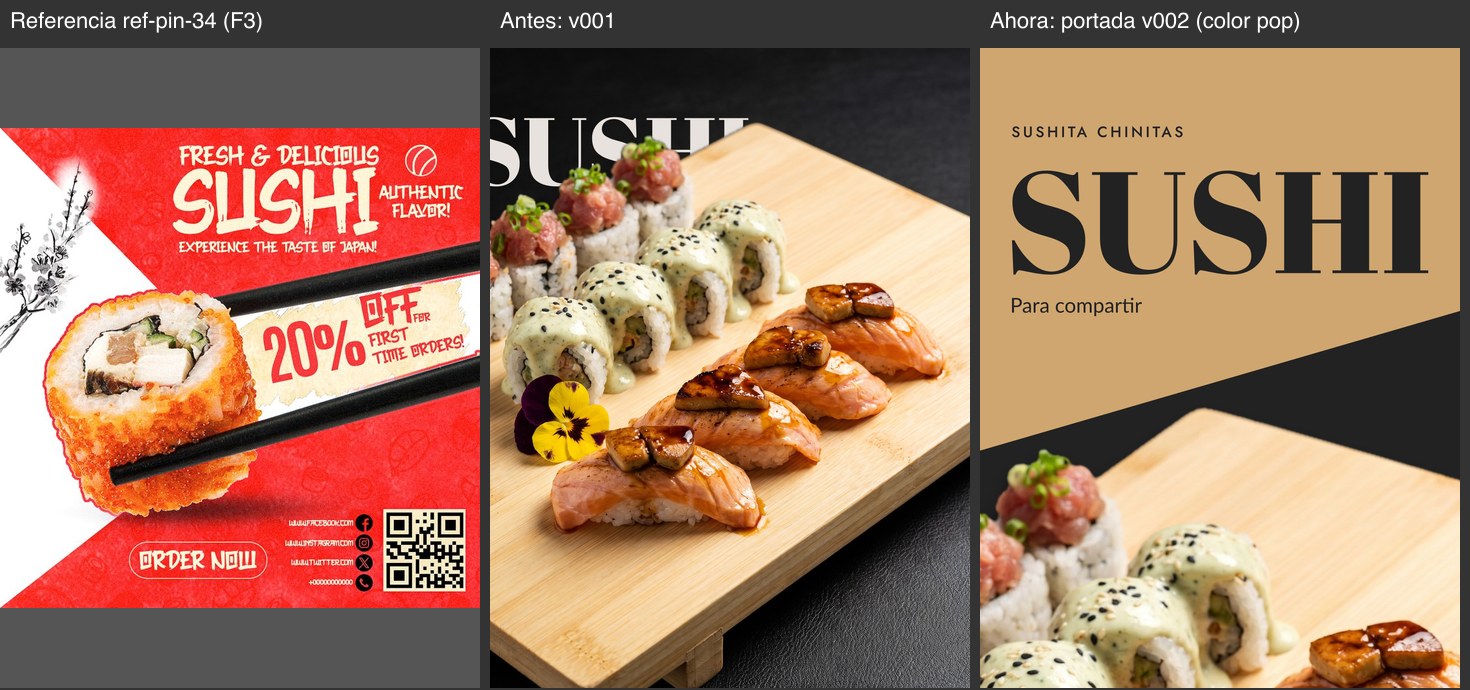 Referencia ref-pin-34 (F3)
Antes: v001
Ahora: portada v002 (color pop)
FRESH & DELICIOUS
SUSHI
AUTHENTIC
FLAVOR!
EXPERIENCE THE TASTE OF JAPAN!
20% OFF FOR
FIRST
TIME ORDERS!
WWW.FACEBOOK.COM
WWW.INSTAGRAM.COM
WWW.TWITTER.COM
+00000000000
ORDER NOW
SUSHI
SUSHITA CHINITAS
SUSHI
Para compartir